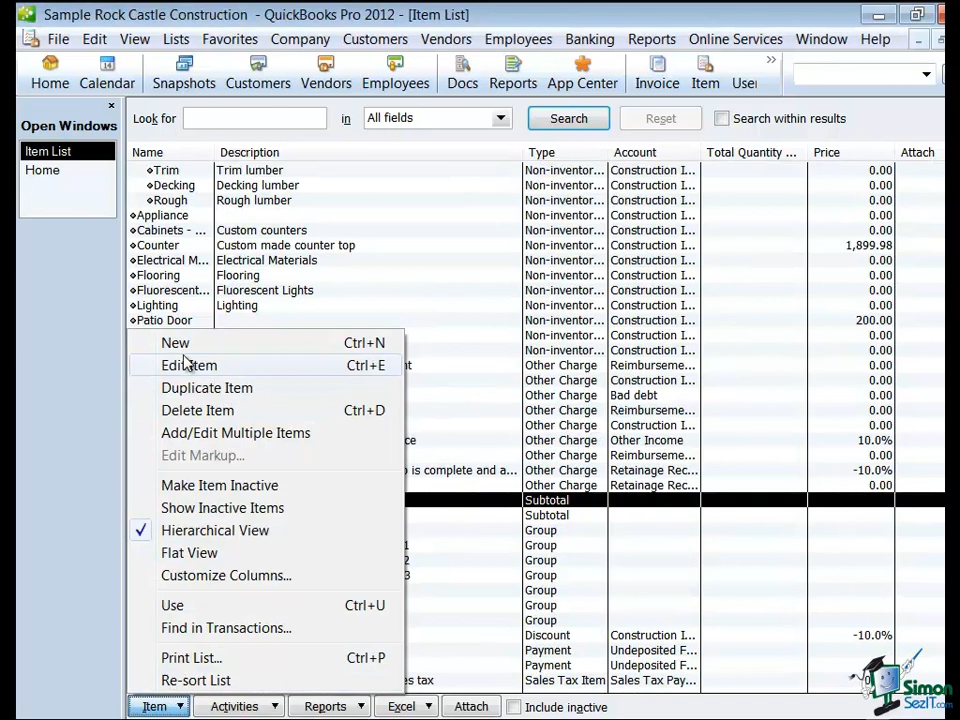 Sample Rock Castle Construction - QuickBooks Pro 2012 - [Item List]
File Edit View Lists Favorites Company Customers Vendors Employees Banking Reports Online Services Window Help
Home Calendar Snapshots Customers Vendors Employees Docs Reports App Center Invoice Item User
Open Windows
Item List
Home
Look for in All fields Search Reset Search within results
Name Description Type Account Total Quantity ... Price Attach
Trim Trim lumber Non-inventor... Construction I... 0.00
Decking Decking lumber Non-inventor... Construction I... 0.00
Rough Rough lumber Non-inventor... Construction I... 0.00
Appliance Non-inventor... Construction I... 0.00
Cabinets - ... Custom counters Non-inventor... Construction I... 0.00
Counter Custom made counter top Non-inventor... Construction I... 1,899.98
Electrical M... Electrical Materials Non-inventor... Construction I... 0.00
Flooring Flooring Non-inventor... Construction I... 0.00
Fluorescent... Fluorescent Lights Non-inventor... Construction I... 0.00
Lighting Lighting Non-inventor... Construction I... 0.00
Patio Door Non-inventor... Construction I... 200.00
Non-inventor... Construction I... 0.00
Non-inventor... Construction I... 0.00
Other Charge Reimburseme... 0.00
Other Charge Construction I... 0.00
Other Charge Bad debt 0.00
Other Charge Reimburseme... 0.00
Other Charge Construction I... 0.00
Other Charge Other Income 10.0%
Other Charge Reimburseme... 0.00
p is complete and a... Other Charge Retainage Rec... -10.0%
Other Charge Retainage Rec... 0.00
Subtotal
Subtotal
Group
1 Group
2 Group
3 Group
Group
Group
Group
Discount Construction I... -10.0%
Payment Undeposited F...
Payment Undeposited F...
es tax Sales Tax Item Sales Tax Pay...
New Ctrl+N
Edit Item Ctrl+E
Duplicate Item
Delete Item Ctrl+D
Add/Edit Multiple Items
Edit Markup...
Make Item Inactive
Show Inactive Items
Hierarchical View
Flat View
Customize Columns...
Use Ctrl+U
Find in Transactions...
Print List... Ctrl+P
Re-sort List
Item Activities Reports Excel Attach Include inactive
Simon
SezIT.com